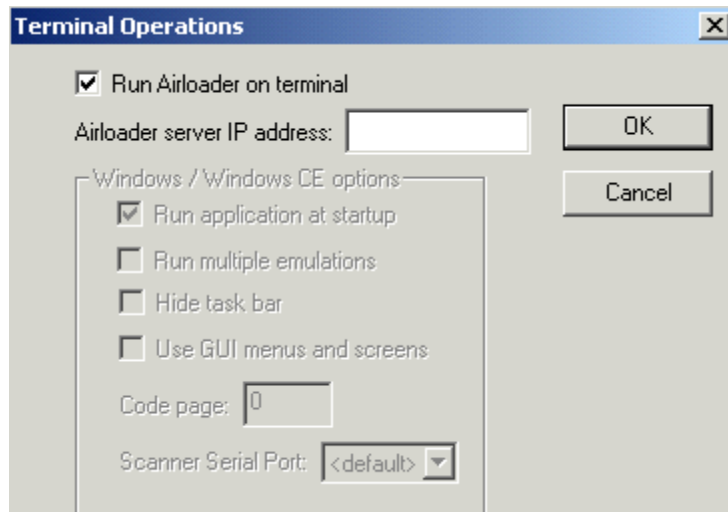 Terminal Operations
Run Airloader on terminal
Airloader server IP address:
OK
Windows / Windows CE options
Cancel
Run application at startup
Run multiple emulations
Hide task bar
Use GUI menus and screens
Code page: 0
Scanner Serial Port: <default>